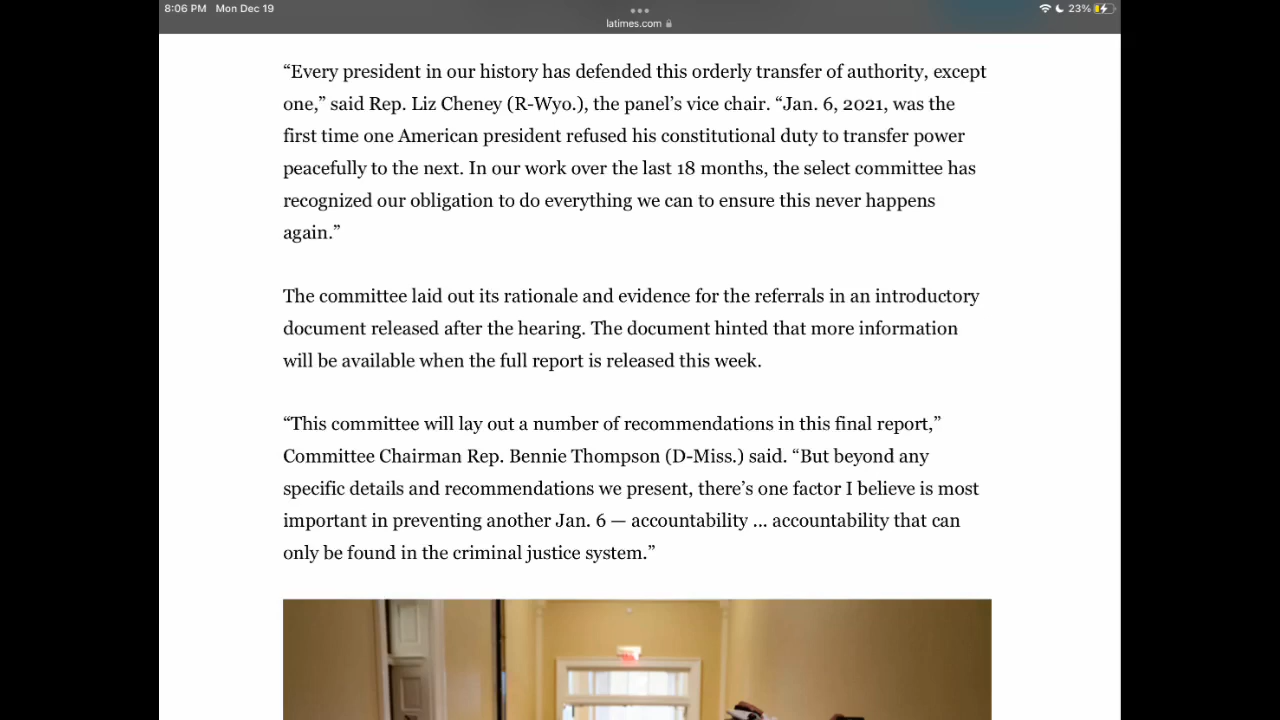 8:06 PM Mon Dec 19
23%
latimes.com
“Every president in our history has defended this orderly transfer of authority, except
one,” said Rep. Liz Cheney (R-Wyo.), the panel’s vice chair. “Jan. 6, 2021, was the
first time one American president refused his constitutional duty to transfer power
peacefully to the next. In our work over the last 18 months, the select committee has
recognized our obligation to do everything we can to ensure this never happens
again.”
The committee laid out its rationale and evidence for the referrals in an introductory
document released after the hearing. The document hinted that more information
will be available when the full report is released this week.
“This committee will lay out a number of recommendations in this final report,”
Committee Chairman Rep. Bennie Thompson (D-Miss.) said. “But beyond any
specific details and recommendations we present, there’s one factor I believe is most
important in preventing another Jan. 6 — accountability ... accountability that can
only be found in the criminal justice system.”